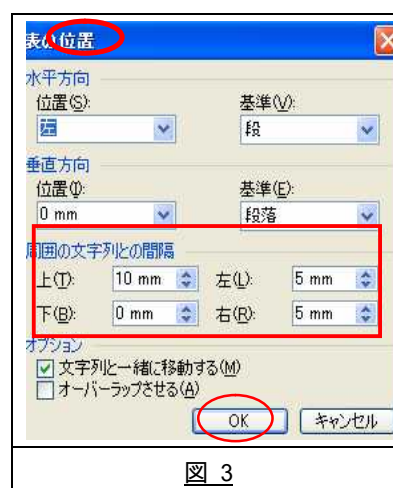 表の位置
水平方向
位置(S): 基準(V):
左 段
垂直方向
位置(I): 基準(E):
0 mm 段落
周囲の文字列との間隔
上(T): 10 mm 左(L): 5 mm
下(B): 0 mm 右(R): 5 mm
オプション
文字列と一緒に移動する(M)
オーバーラップさせる(A)
OK キャンセル
図 3